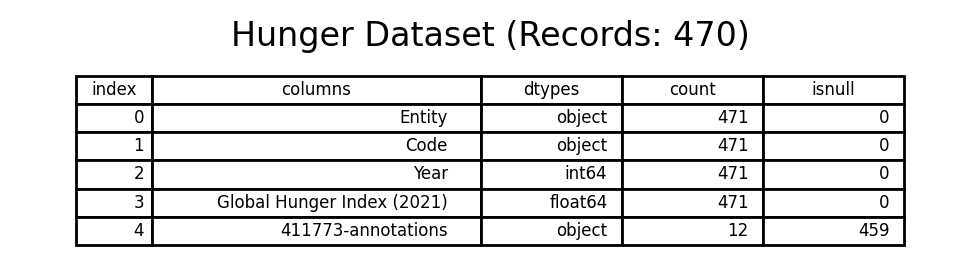 Hunger Dataset (Records: 470)
index columns dtypes count isnull
0 Entity object 471 0
1 Code object 471 0
2 Year int64 471 0
3 Global Hunger Index (2021) float64 471 0
4 411773-annotations object 12 459